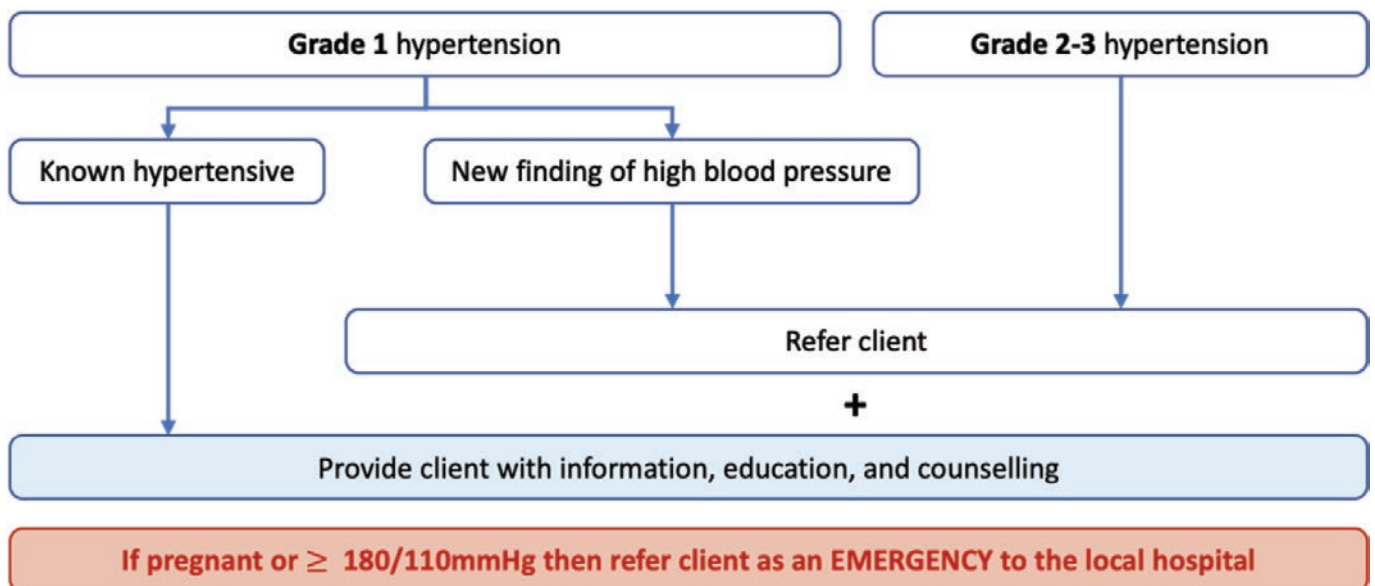 Grade 1 hypertension
Grade 2-3 hypertension
Known hypertensive
New finding of high blood pressure
Refer client
+
Provide client with information, education, and counselling
If pregnant or ≥ 180/110mmHg then refer client as an EMERGENCY to the local hospital